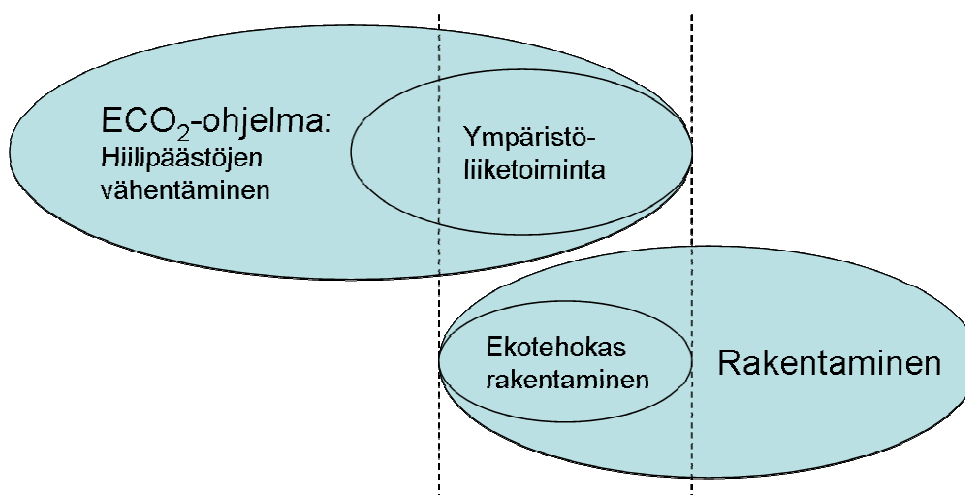 ECO₂-ohjelma:
Hiilipäästöjen
vähentäminen
Ympäristö-
liiketoiminta
Ekotehokas
rakentaminen
Rakentaminen